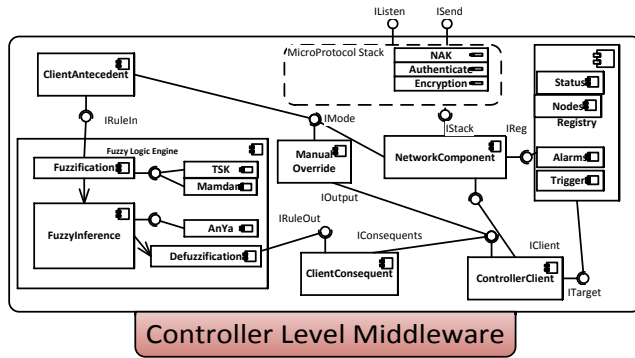 IListen
ISend
MicroProtocol Stack
NAK
Authenticate
Encryption
ClientAntecedent
Status
Nodes
Registry
IRuleIn
IMode
IStack
IReg
Fuzzy Logic Engine
Manual
Override
NetworkComponent
Alarms
Trigger
Fuzzification
TSK
Mamdan
IOutput
FuzzyInference
AnYa
IRuleOut
IConsequents
IClient
Defuzzification
ClientConsequent
ControllerClient
ITarget
Controller Level Middleware